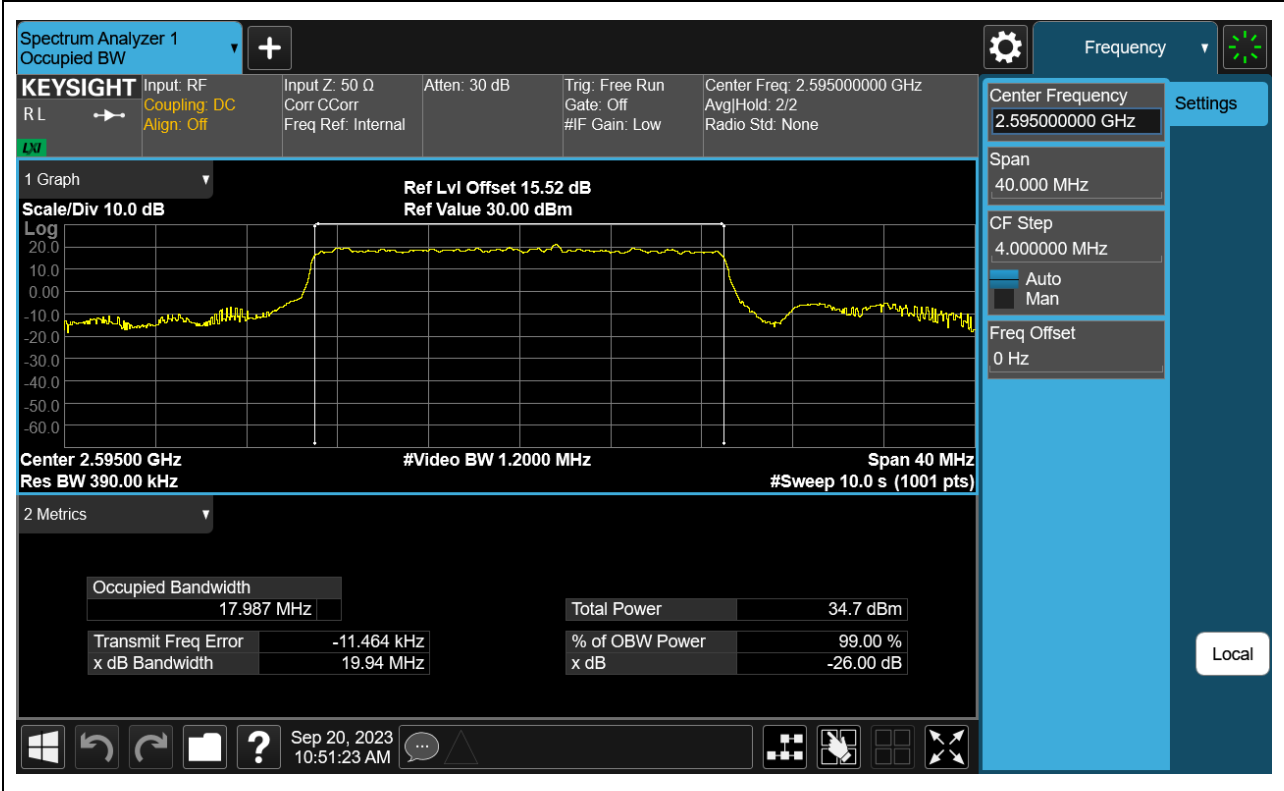 Spectrum Analyzer 1
Occupied BW
Frequency
KEYSIGHT
R L
LXI
Input: RF
Coupling: DC
Align: Off
Input Z: 50 Ω
Corr CCorr
Freq Ref: Internal
Atten: 30 dB
Trig: Free Run
Gate: Off
#IF Gain: Low
Center Freq: 2.595000000 GHz
Avg|Hold: 2/2
Radio Std: None
Center Frequency
2.595000000 GHz
Settings
Span
40.000 MHz
CF Step
4.000000 MHz
Auto
Man
Freq Offset
0 Hz
Local
1 Graph
Scale/Div 10.0 dB
Ref Lvl Offset 15.52 dB
Ref Value 30.00 dBm
Log
20.0
10.0
0.00
-10.0
-20.0
-30.0
-40.0
-50.0
-60.0
Center 2.59500 GHz
#Video BW 1.2000 MHz
Span 40 MHz
Res BW 390.00 kHz
#Sweep 10.0 s (1001 pts)
2 Metrics
Occupied Bandwidth
17.987 MHz
Total Power 34.7 dBm
Transmit Freq Error -11.464 kHz
% of OBW Power 99.00 %
x dB Bandwidth 19.94 MHz
x dB -26.00 dB
?
Sep 20, 2023
10:51:23 AM